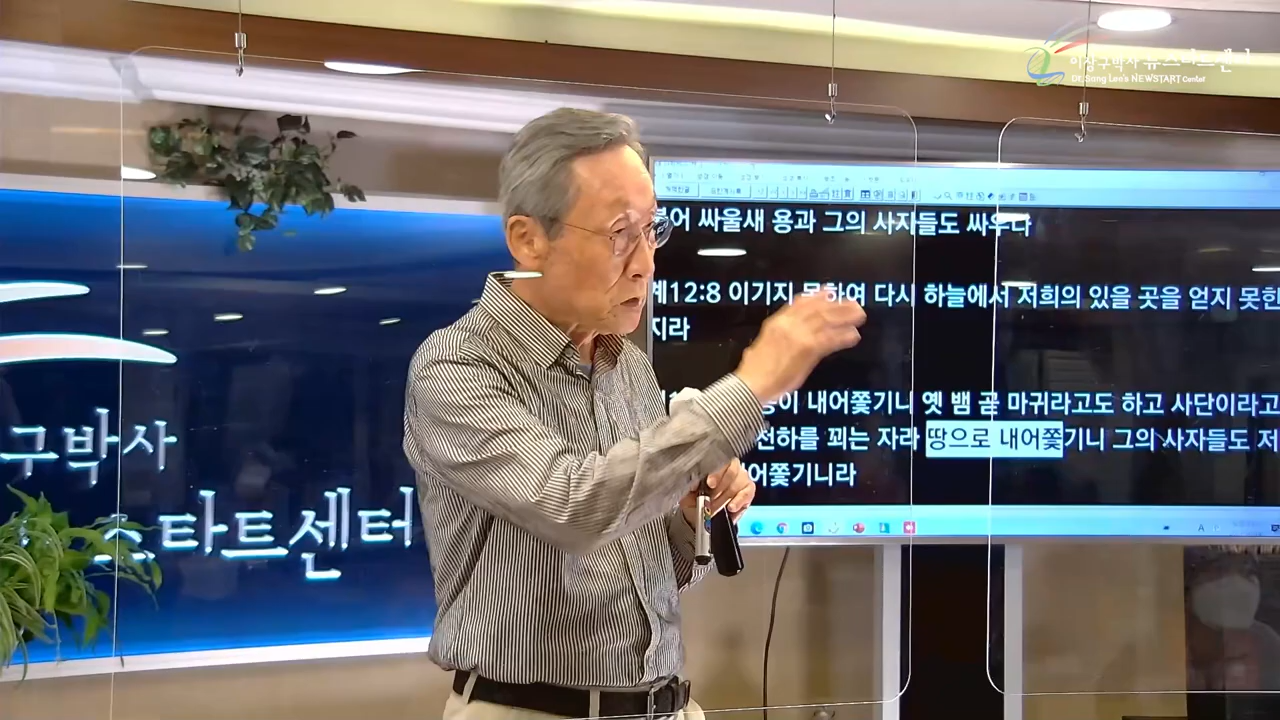 이상구박사 뉴스타트센터
Dr.Sang Lee's NEWSTART Center
싸울새 용과 그의 사자들도 싸우나
계12:8 이기지 못하여 다시 하늘에서 저희의 있을 곳을 얻지 못한
지라
내어쫓기니 옛 뱀 곧 마귀라고도 하고 사단이라고
천하를 꾀는 자라 땅으로 내어쫓기니 그의 사자들도 저
어쫓기니라
구박사
스타트센터